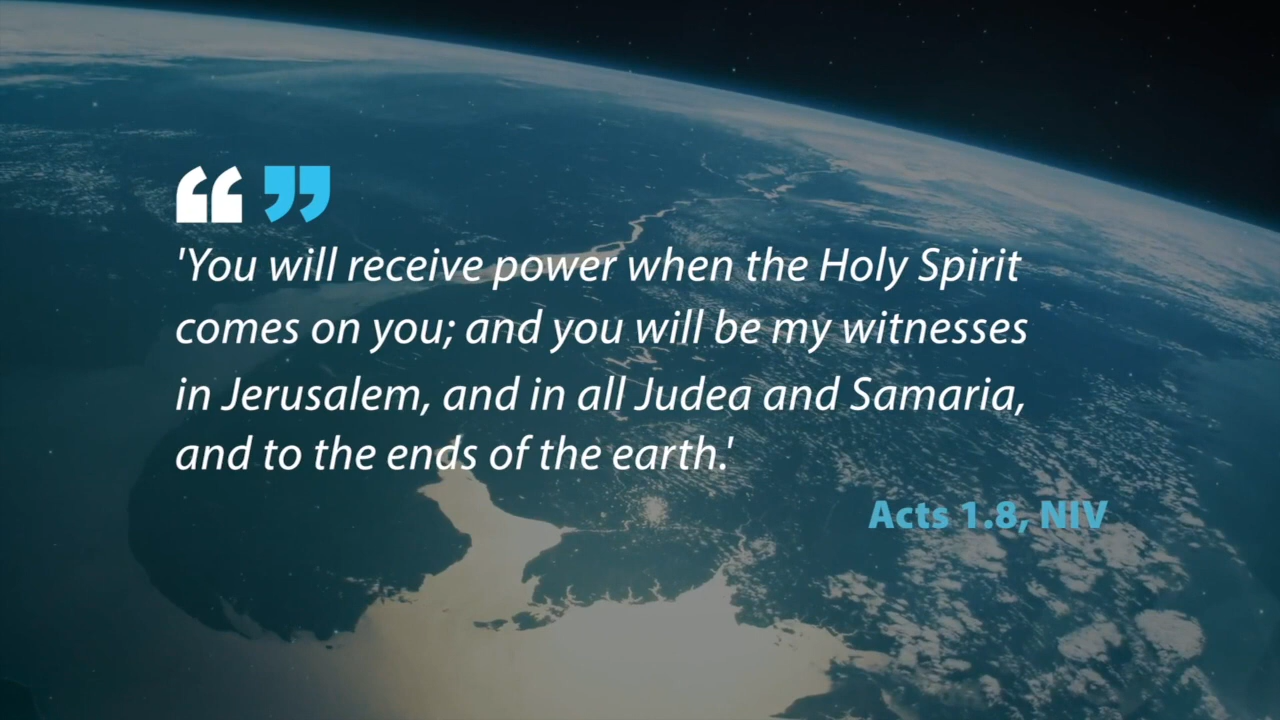 “ ”
'You will receive power when the Holy Spirit
comes on you; and you will be my witnesses
in Jerusalem, and in all Judea and Samaria,
and to the ends of the earth.'
Acts 1.8, NIV